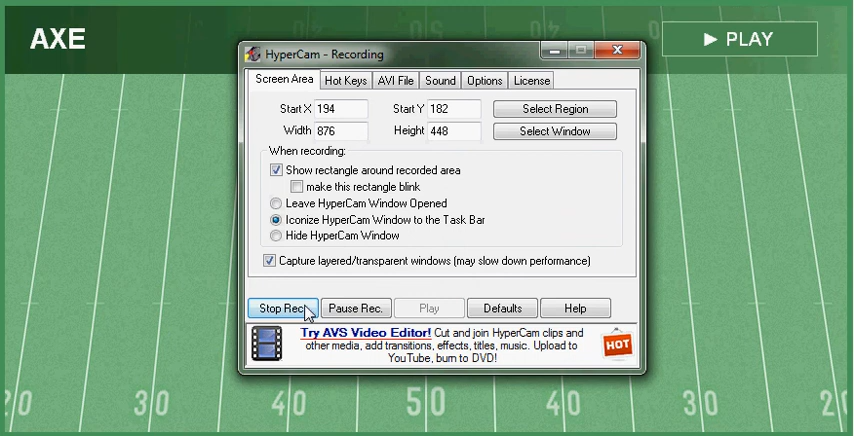 AXE
▶ PLAY
HyperCam - Recording
Screen Area Hot Keys AVI File Sound Options License
Start X 194 Start Y 182 Select Region
Width 876 Height 448 Select Window
When recording:
Show rectangle around recorded area
make this rectangle blink
Leave HyperCam Window Opened
Iconize HyperCam Window to the Task Bar
Hide HyperCam Window
Capture layered/transparent windows (may slow down performance)
Stop Rec. Pause Rec. Play Defaults Help
Try AVS Video Editor! Cut and join HyperCam clips and
other media, add transitions, effects, titles, music. Upload to
YouTube, burn to DVD!
HOT
20 30 40 50 40 30 2